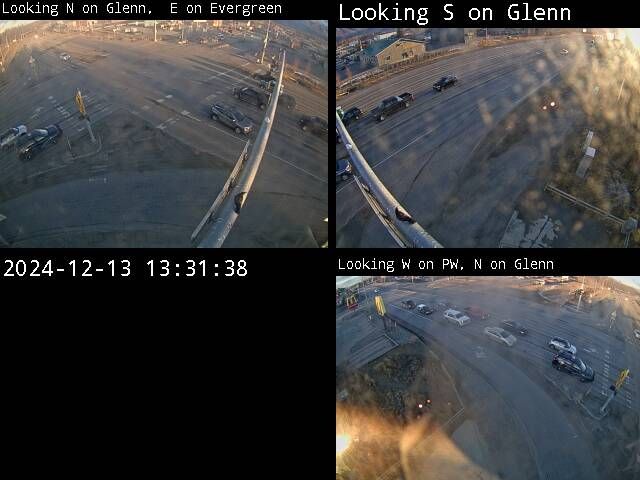 Looking N on Glenn,  E on Evergreen
Looking S on Glenn
2024-12-13 13:31:38
Looking W on PW, N on Glenn